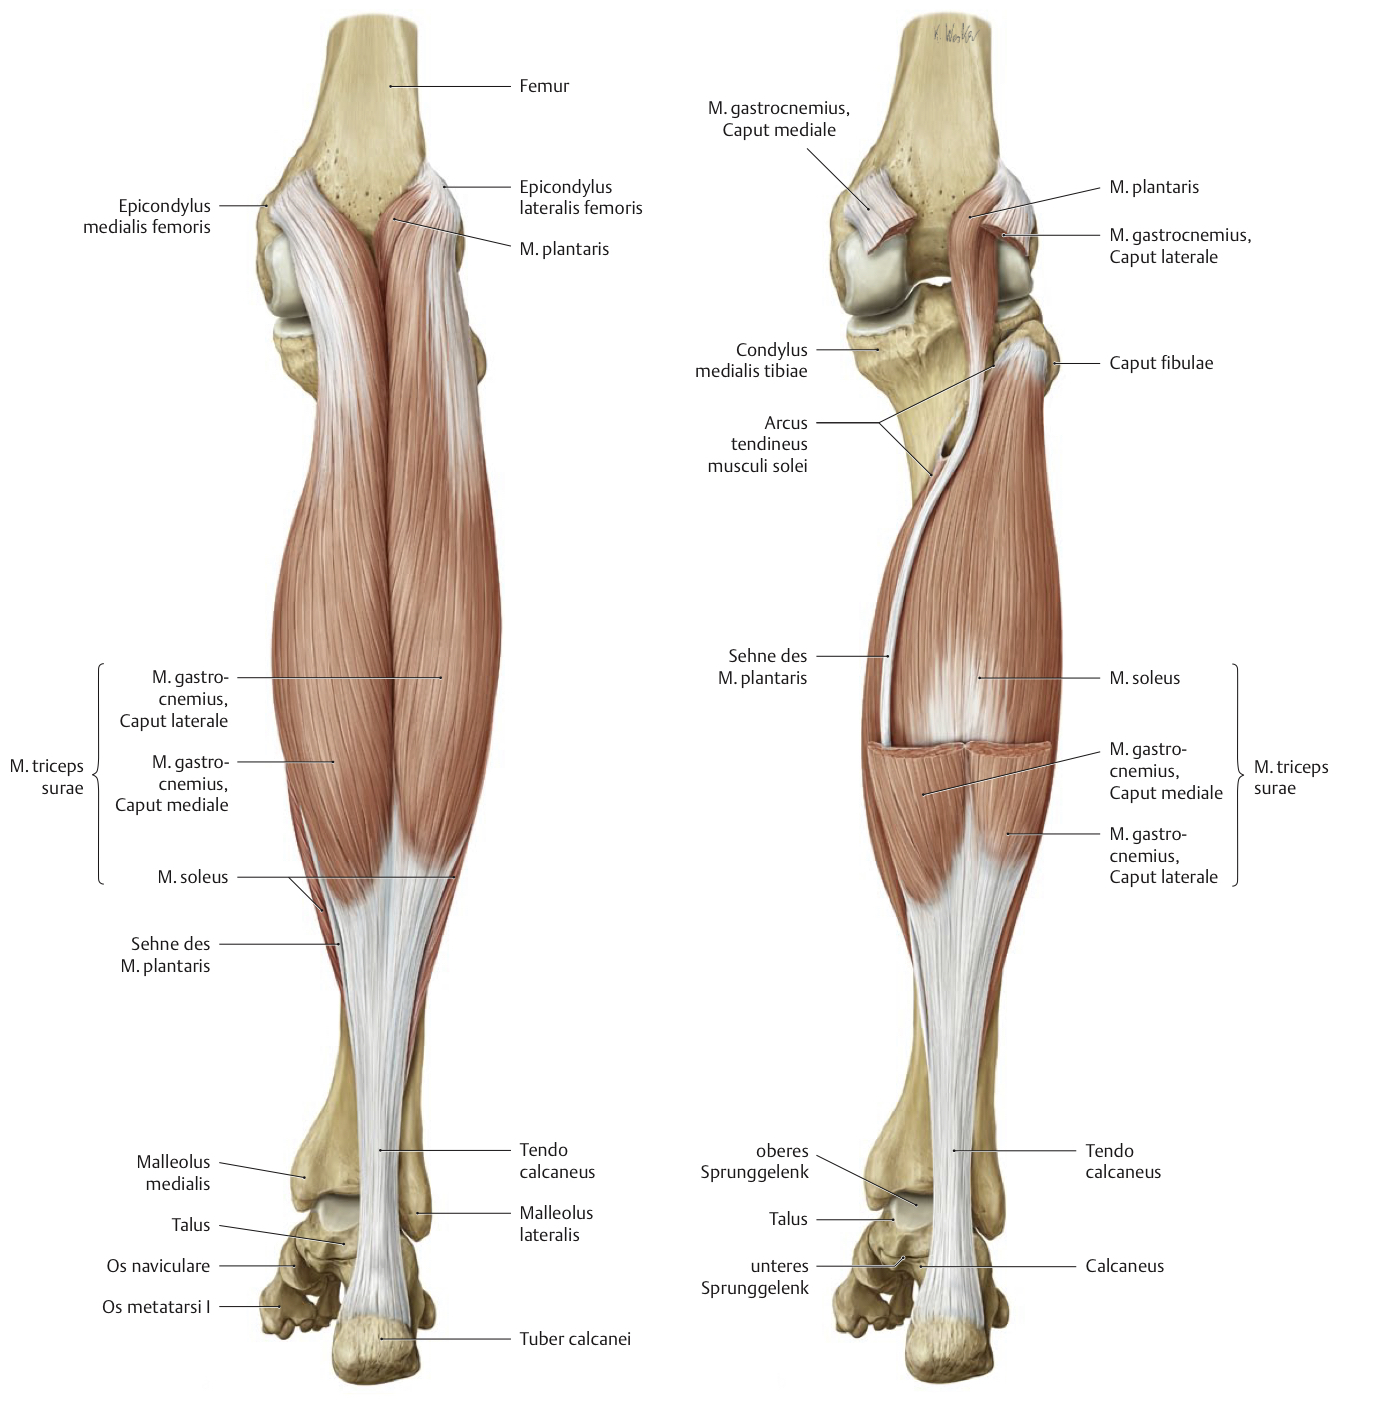 Femur
Epicondylus
medialis femoris
Epicondylus
lateralis femoris
M. plantaris
M. triceps
surae
M. gastro-
cnemius,
Caput laterale
M. gastro-
cnemius,
Caput mediale
M. soleus
Sehne des
M. plantaris
Malleolus
medialis
Talus
Os naviculare
Os metatarsi I
Tendo
calcaneus
Malleolus
lateralis
Tuber calcanei
M. gastrocnemius,
Caput mediale
M. plantaris
M. gastrocnemius,
Caput laterale
Condylus
medialis tibiae
Caput fibulae
Arcus
tendineus
musculi solei
Sehne des
M. plantaris
M. soleus
M. gastro-
cnemius,
Caput mediale
M. gastro-
cnemius,
Caput laterale
M. triceps
surae
oberes
Sprunggelenk
Talus
unteres
Sprunggelenk
Tendo
calcaneus
Calcaneus